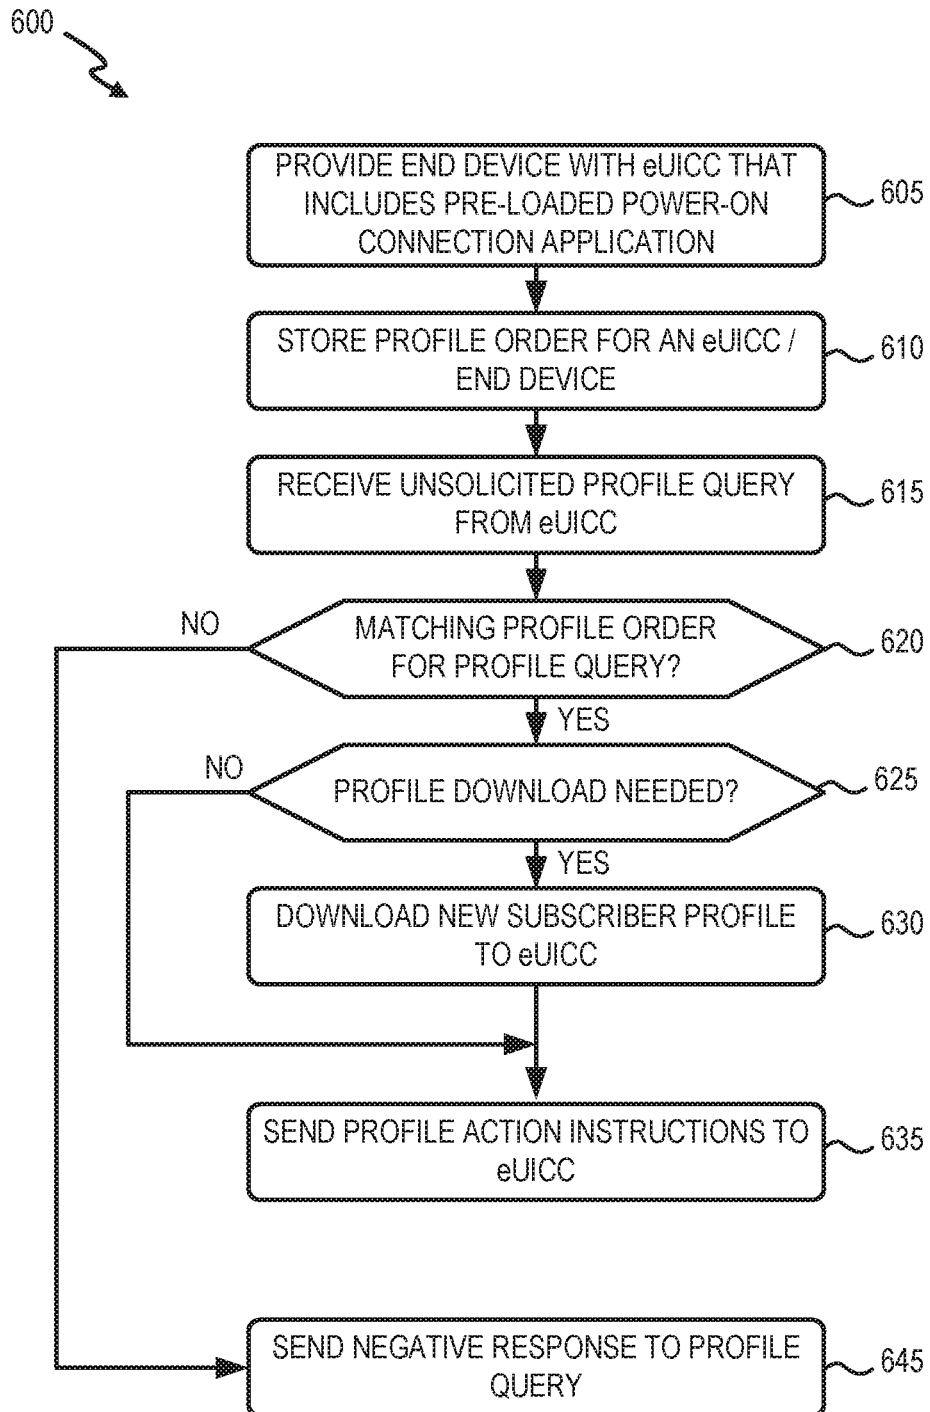 600
PROVIDE END DEVICE WITH eUICC THAT
INCLUDES PRE-LOADED POWER-ON
CONNECTION APPLICATION
605
STORE PROFILE ORDER FOR AN eUICC /
END DEVICE
610
RECEIVE UNSOLICITED PROFILE QUERY
FROM eUICC
615
NO
MATCHING PROFILE ORDER
FOR PROFILE QUERY?
620
YES
NO
PROFILE DOWNLOAD NEEDED?
625
YES
DOWNLOAD NEW SUBSCRIBER PROFILE
TO eUICC
630
SEND PROFILE ACTION INSTRUCTIONS TO
eUICC
635
SEND NEGATIVE RESPONSE TO PROFILE
QUERY
645